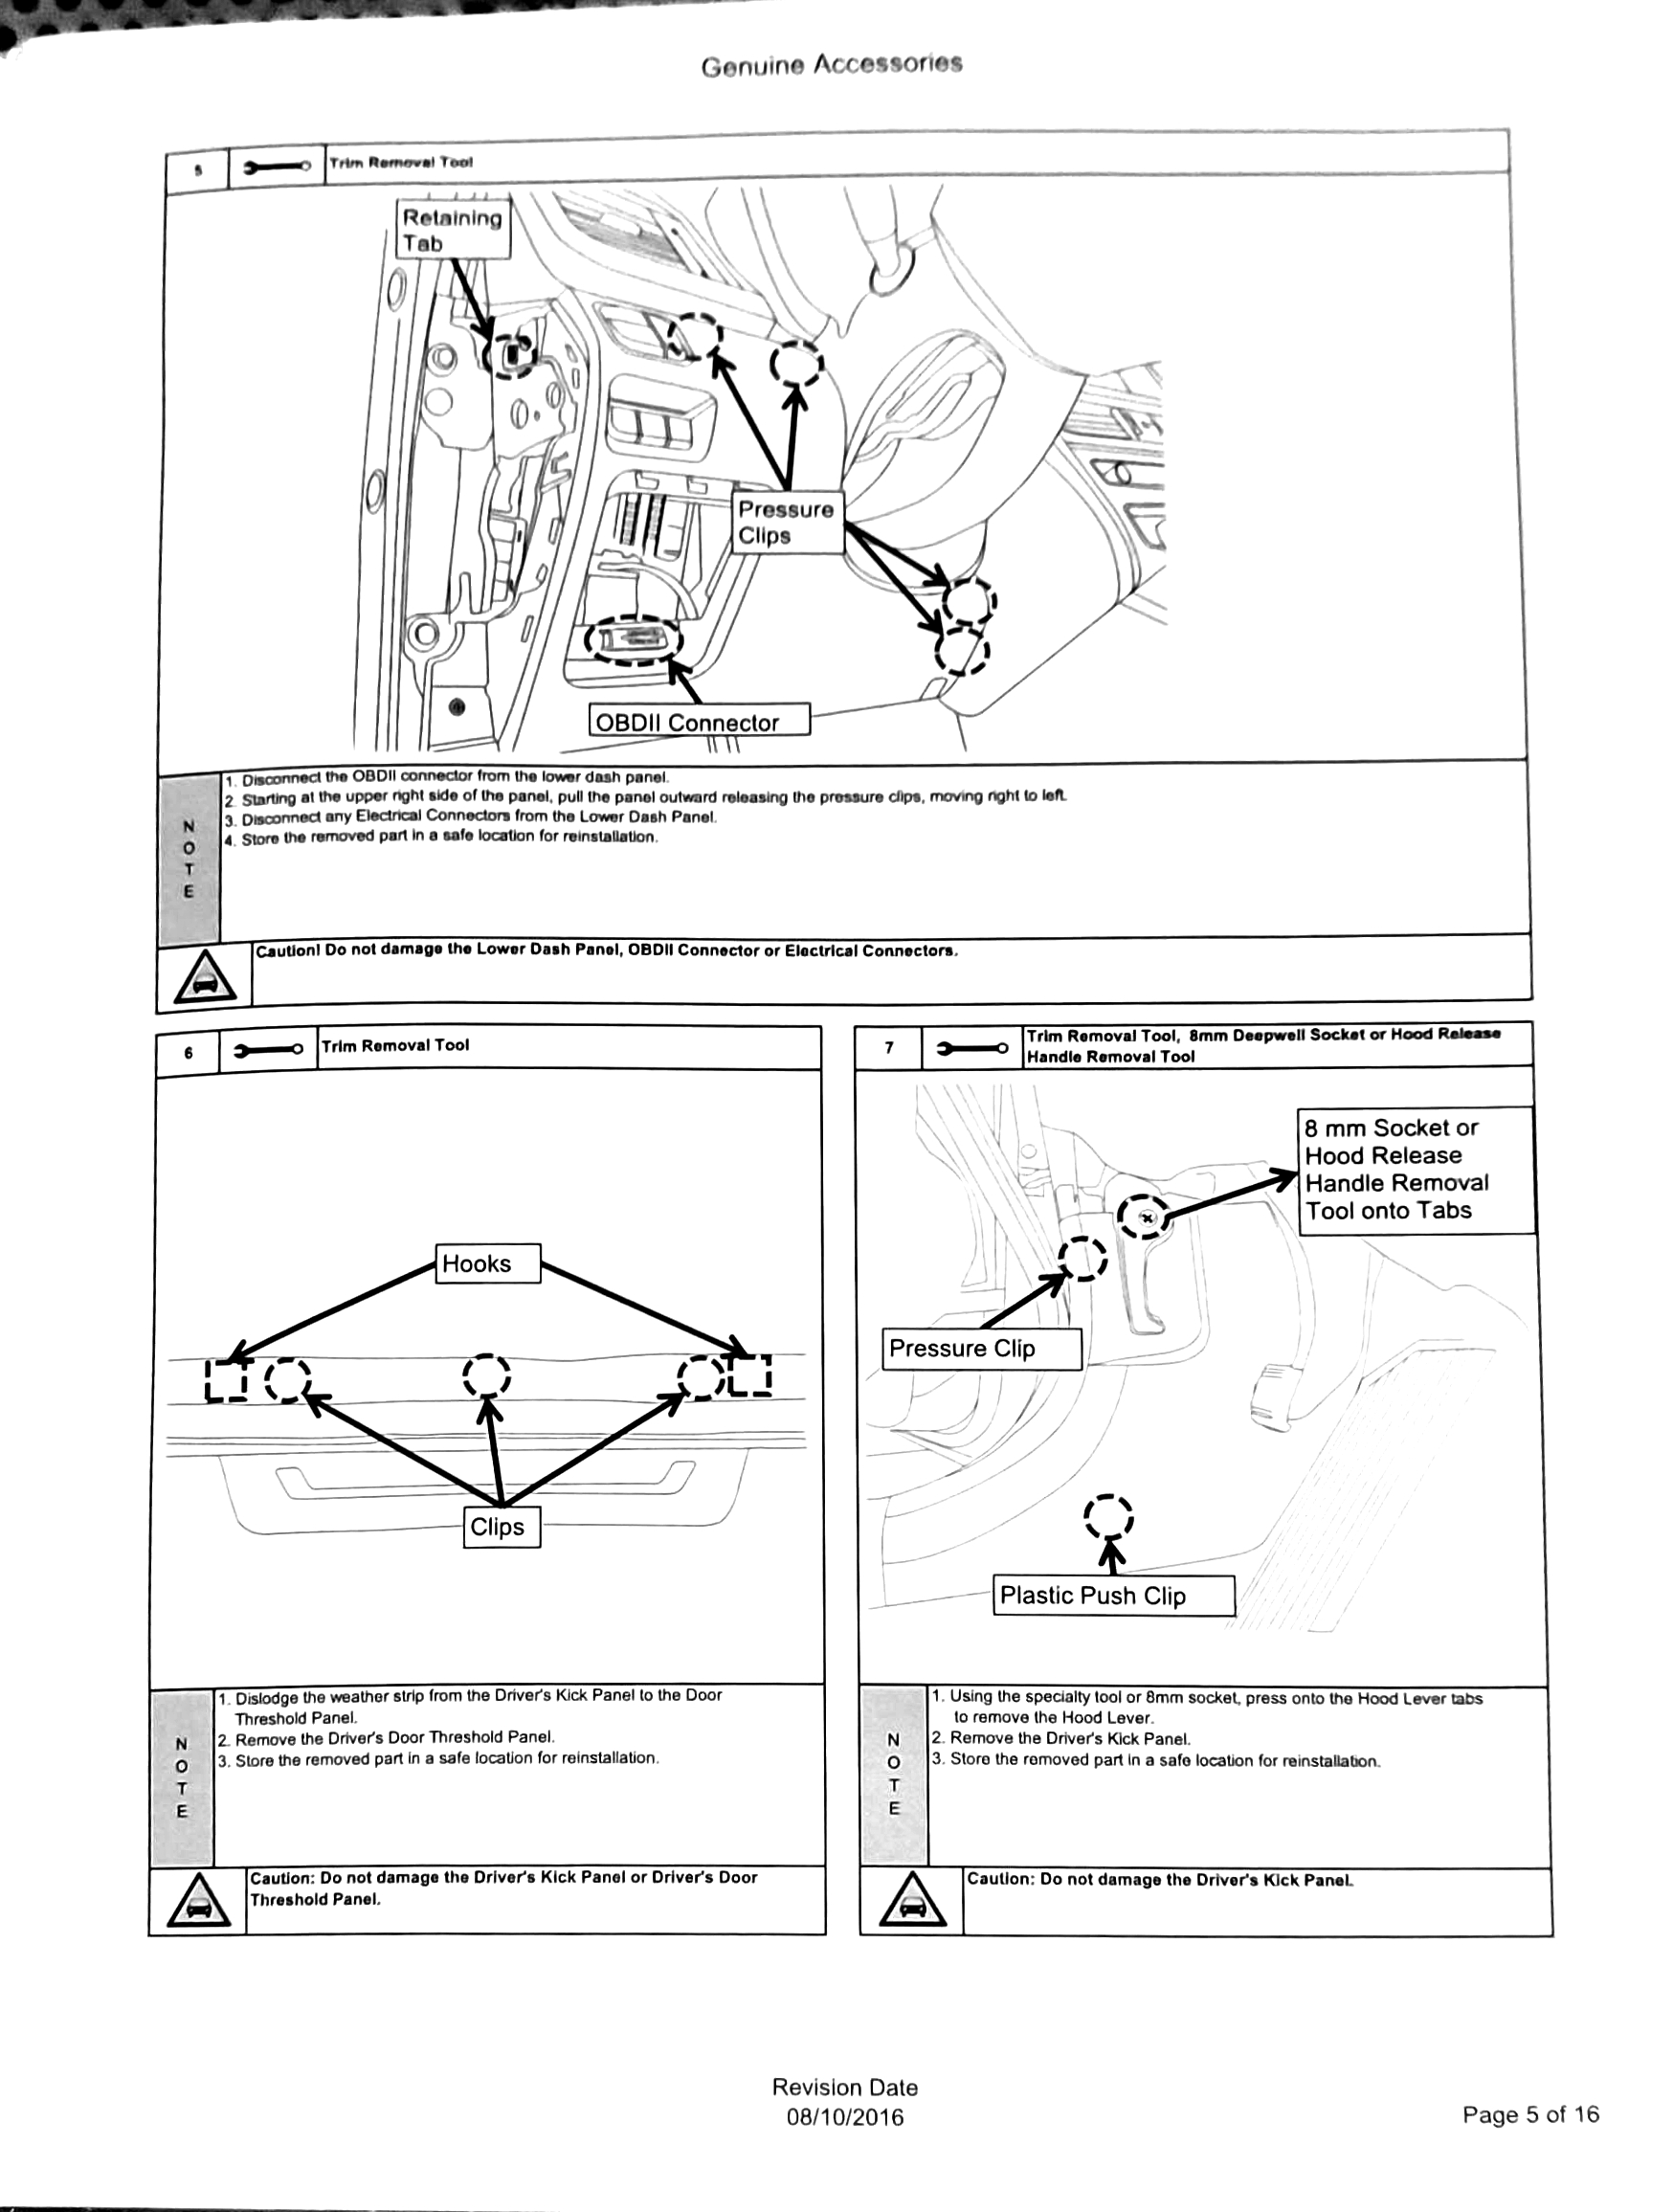 Genuine Accessories
5
Trim Removal Tool
Retaining
Tab
Pressure
Clips
OBDII Connector
N
O
T
E
1. Disconnect the OBDII connector from the lower dash panel.
2. Starting at the upper right side of the panel, pull the panel outward releasing the pressure clips, moving right to left.
3. Disconnect any Electrical Connectors from the Lower Dash Panel.
4. Store the removed part in a safe location for reinstallation.
Caution! Do not damage the Lower Dash Panel, OBDII Connector or Electrical Connectors.
6
Trim Removal Tool
Hooks
Clips
N
O
T
E
1. Dislodge the weather strip from the Driver's Kick Panel to the Door
Threshold Panel.
2. Remove the Driver's Door Threshold Panel.
3. Store the removed part in a safe location for reinstallation.
Caution: Do not damage the Driver's Kick Panel or Driver's Door
Threshold Panel.
7
Trim Removal Tool, 8mm Deepwell Socket or Hood Release
Handle Removal Tool
8 mm Socket or
Hood Release
Handle Removal
Tool onto Tabs
Pressure Clip
Plastic Push Clip
N
O
T
E
1. Using the specialty tool or 8mm socket, press onto the Hood Lever tabs
to remove the Hood Lever.
2. Remove the Driver's Kick Panel.
3. Store the removed part in a safe location for reinstallation.
Caution: Do not damage the Driver's Kick Panel.
Revision Date
08/10/2016
Page 5 of 16